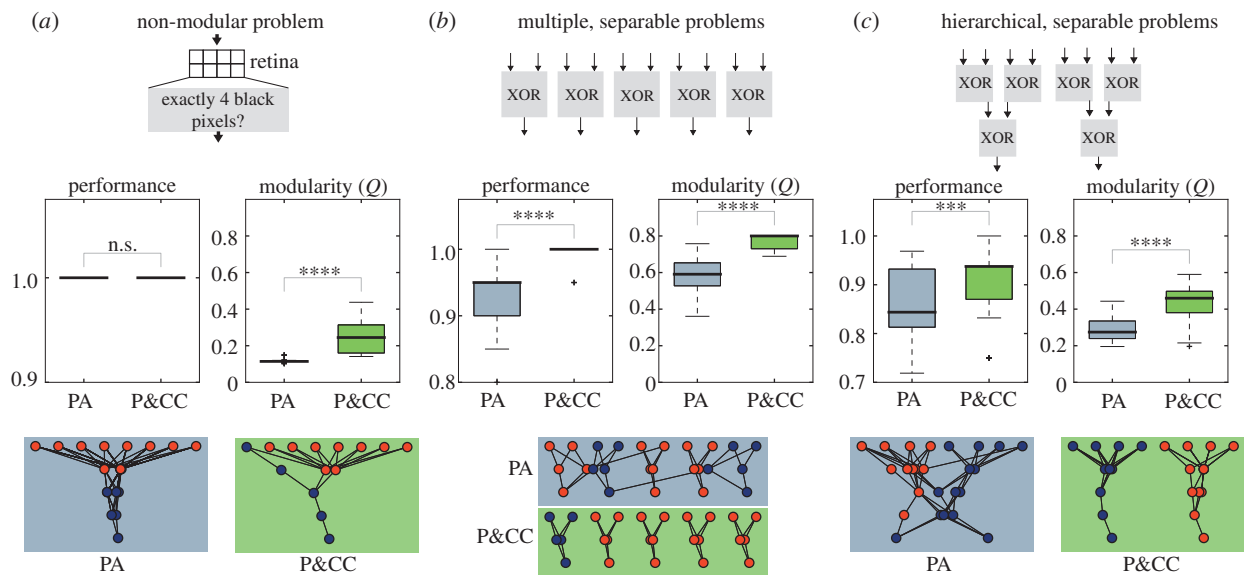 (a) non-modular problem
retina
exactly 4 black
pixels?
performance
modularity (Q)
n.s.
****
1.0
0.9
0.8
0.6
0.4
0.2
0
PA
P&CC
PA
P&CC
PA
P&CC
(b) multiple, separable problems
XOR XOR XOR XOR XOR
performance
modularity (Q)
****
****
1.0
0.9
0.8
0.8
0.6
0.4
0.2
0
PA
P&CC
PA
P&CC
PA
P&CC
(c) hierarchical, separable problems
XOR XOR XOR XOR
XOR XOR
performance
modularity (Q)
***
****
1.0
0.9
0.8
0.7
0.8
0.6
0.4
0.2
0
PA
P&CC
PA
P&CC
PA
P&CC